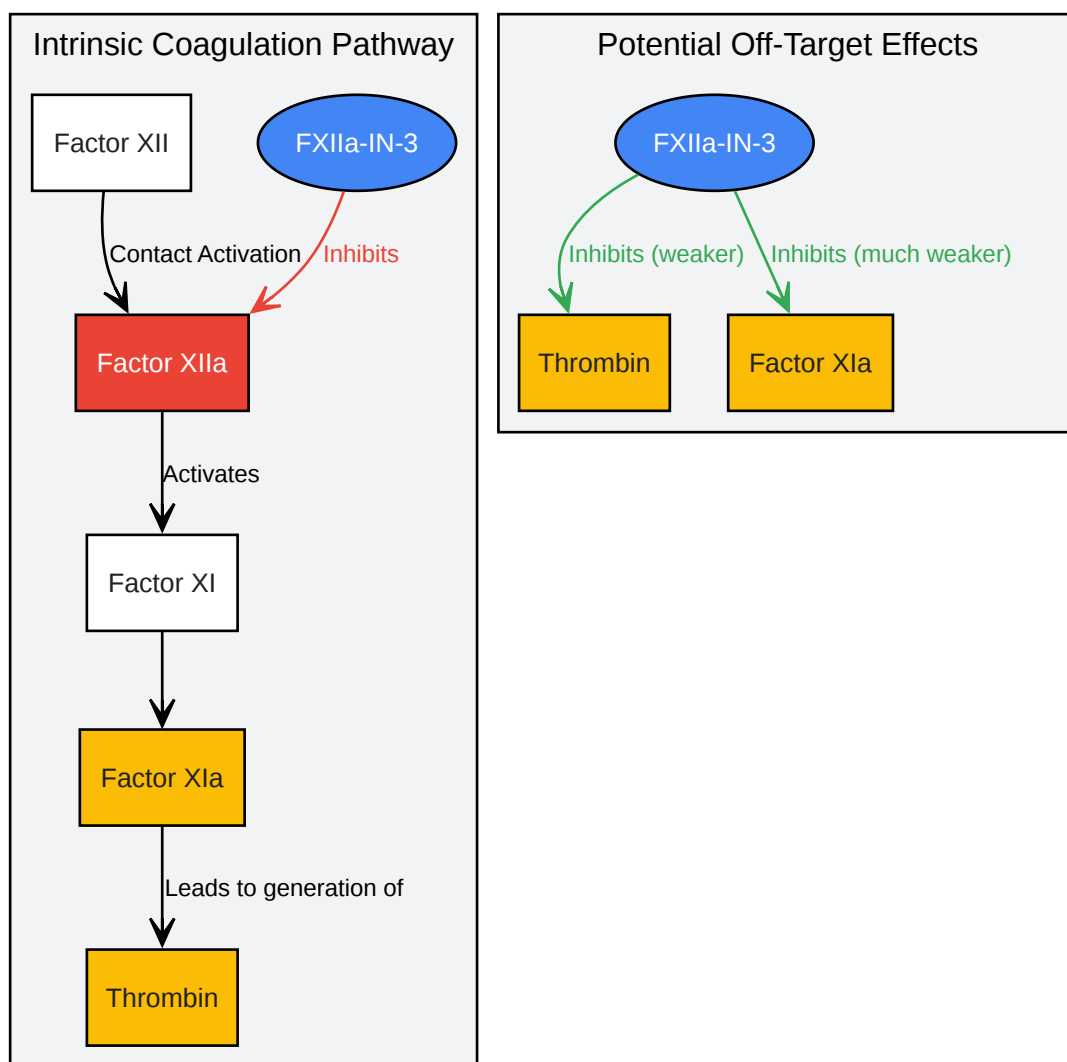 Intrinsic Coagulation Pathway
Factor XII
FXIIa-IN-3
Contact Activation
Inhibits
Factor XIIa
Activates
Factor XI
Factor XIa
Leads to generation of
Thrombin
Potential Off-Target Effects
FXIIa-IN-3
Inhibits (weaker)
Inhibits (much weaker)
Thrombin
Factor XIa